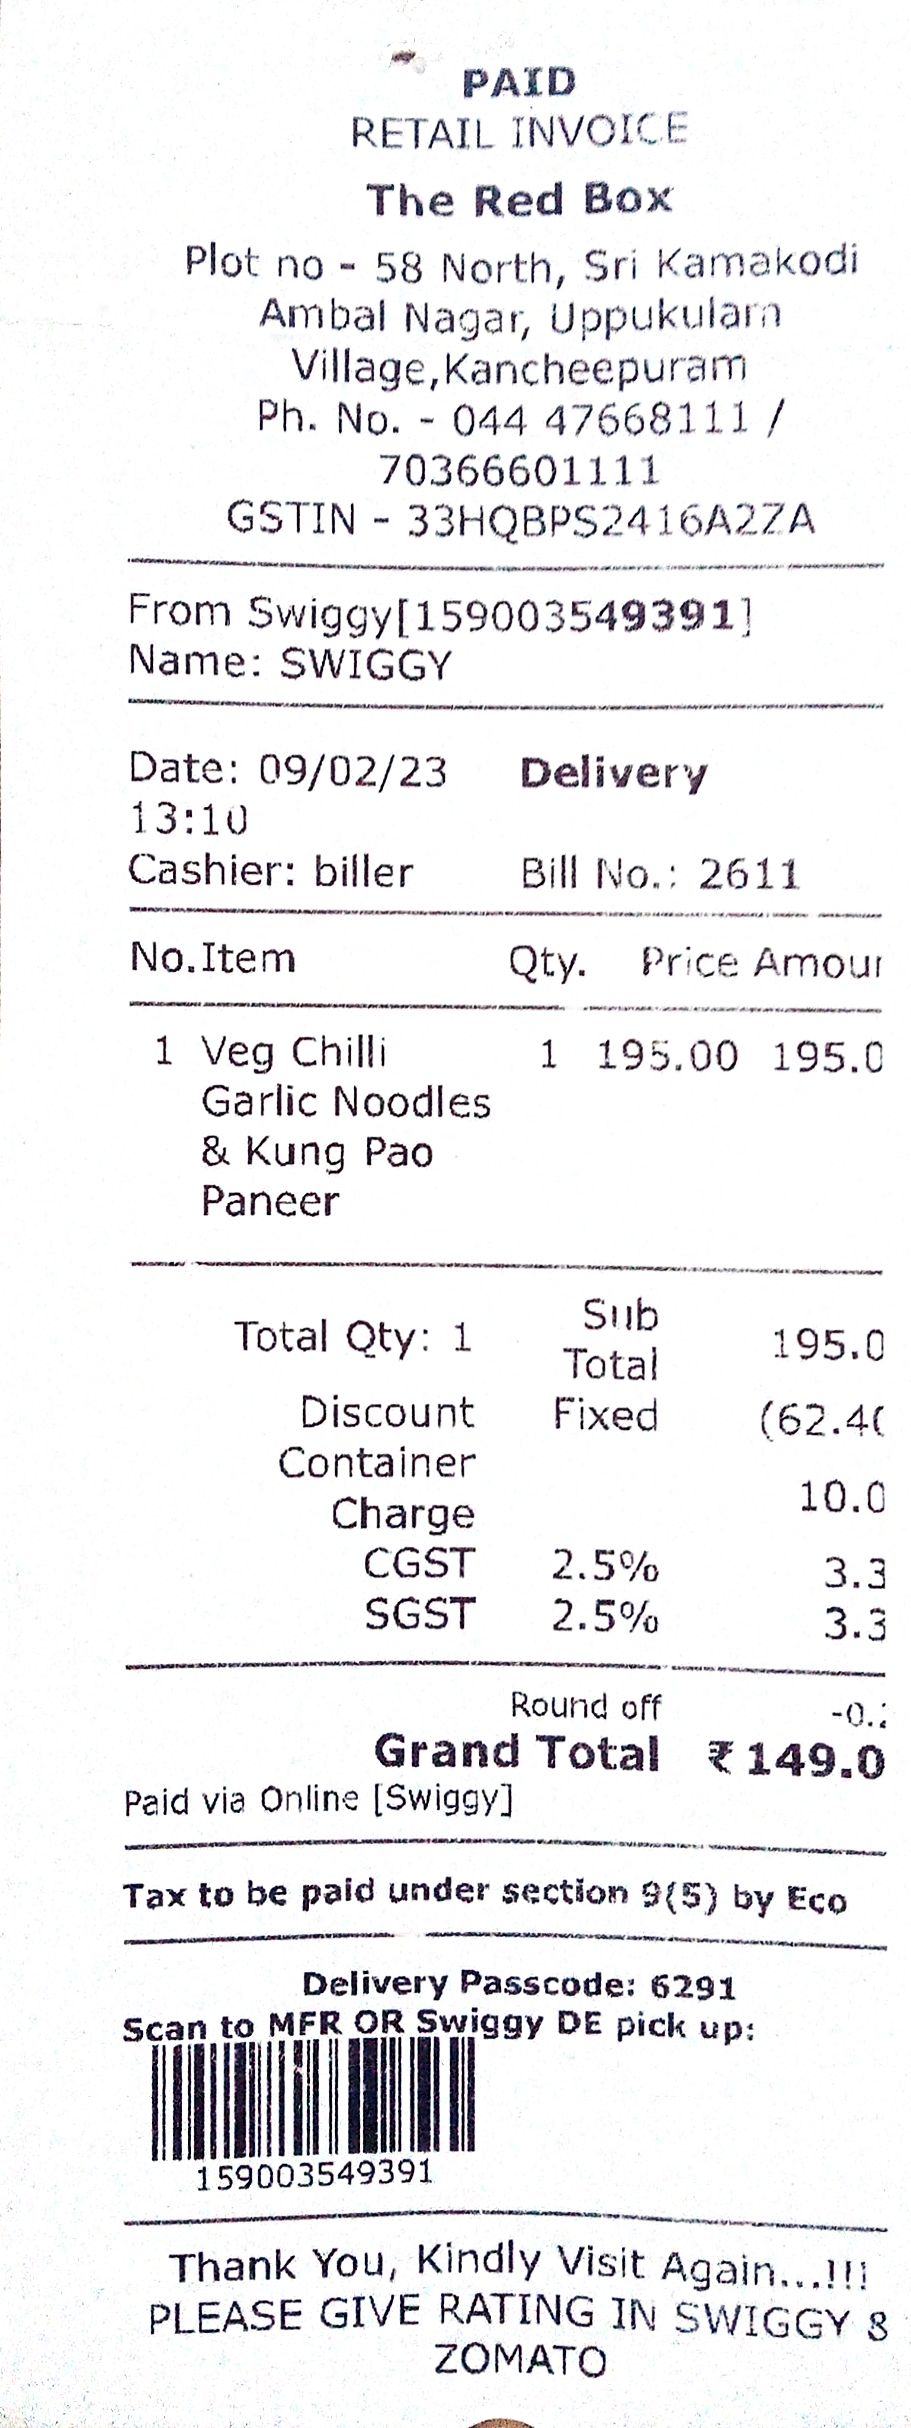 PAID
RETAIL INVOICE
The Red Box
Plot no - 58 North, Sri Kamakodi
Ambal Nagar, Uppukulam
Village,Kancheepuram
Ph. No. - 044 47668111 /
70366601111
GSTIN - 33HQBPS2416A2ZA
From Swiggy[159003549391]
Name: SWIGGY
Date: 09/02/23 Delivery
13:10
Cashier: biller Bill No.: 2611
No.Item Qty. Price Amou
1 Veg Chilli 1 195.00 195.0
Garlic Noodles
& Kung Pao
Paneer
Total Qty: 1 Sub Total 195.0
Discount Fixed (62.4
Container Charge 10.0
CGST 2.5% 3.3
SGST 2.5% 3.3
Round off -0.
Grand Total ₹149.0
Paid via Online [Swiggy]
Tax to be paid under section 9(5) by Eco
Delivery Passcode: 6291
Scan to MFR OR Swiggy DE pick up:
159003549391
Thank You, Kindly Visit Again...!!!
PLEASE GIVE RATING IN SWIGGY &
ZOMATO